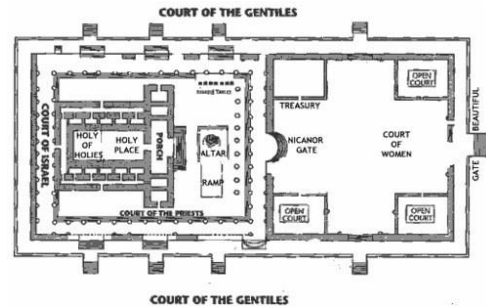 COURT OF THE GENTILES
OPEN
COURT
TREASURY
BEAUTIFUL
GATE
COURT OF ISRAEL
HOLY
OF
HOLIES
HOLY
PLACE
PORCH
ALTAR
RAMP
NICANOR
GATE
COURT
OF
WOMEN
COURT OF THE PRIESTS
OPEN
COURT
OPEN
COURT
COURT OF THE GENTILES